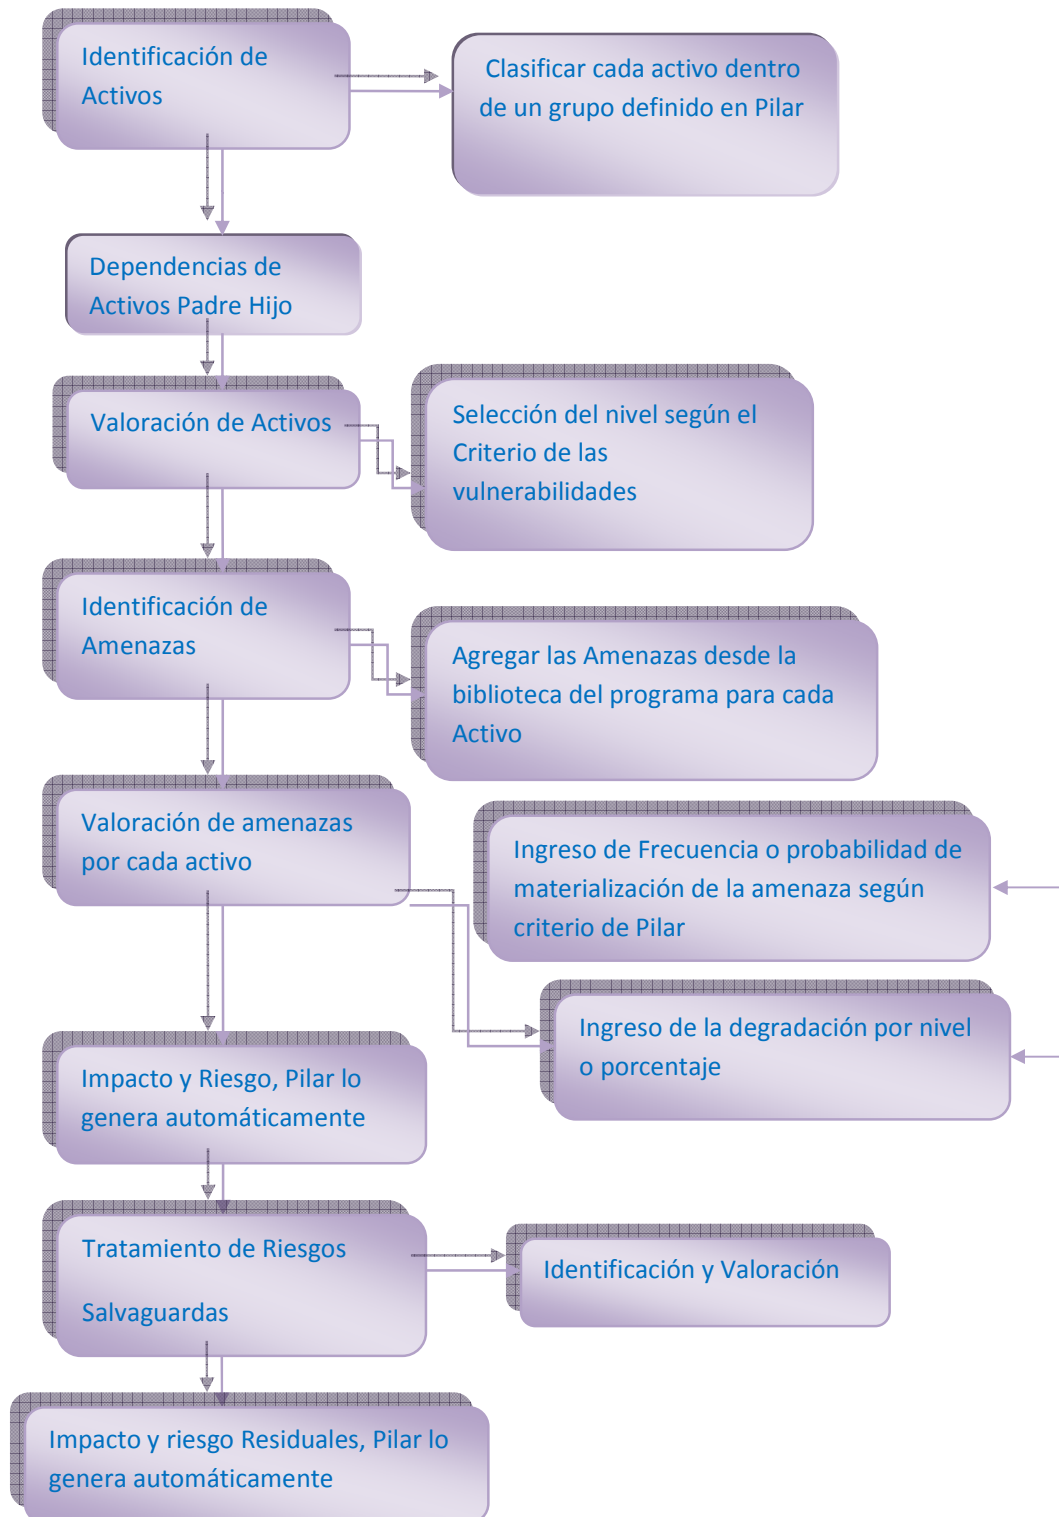 Identificación de
Activos
Clasificar cada activo dentro
de un grupo definido en Pilar
Dependencias de
Activos Padre Hijo
Valoración de Activos
Selección del nivel según el
Criterio de las
vulnerabilidades
Identificación de
Amenazas
Agregar las Amenazas desde la
biblioteca del programa para cada
Activo
Valoración de amenazas
por cada activo
Ingreso de Frecuencia o probabilidad de
materialización de la amenaza según
criterio de Pilar
Ingreso de la degradación por nivel
o porcentaje
Impacto y Riesgo, Pilar lo
genera automáticamente
Tratamiento de Riesgos
Salvaguardas
Identificación y Valoración
Impacto y riesgo Residuales, Pilar lo
genera automáticamente